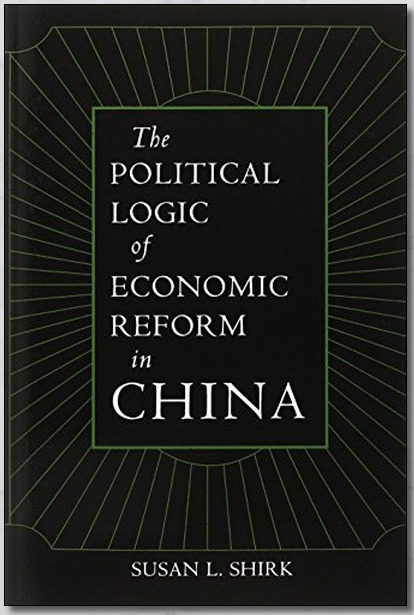 The
POLITICAL
LOGIC
of
ECONOMIC
REFORM
in
CHINA
SUSAN L. SHIRK